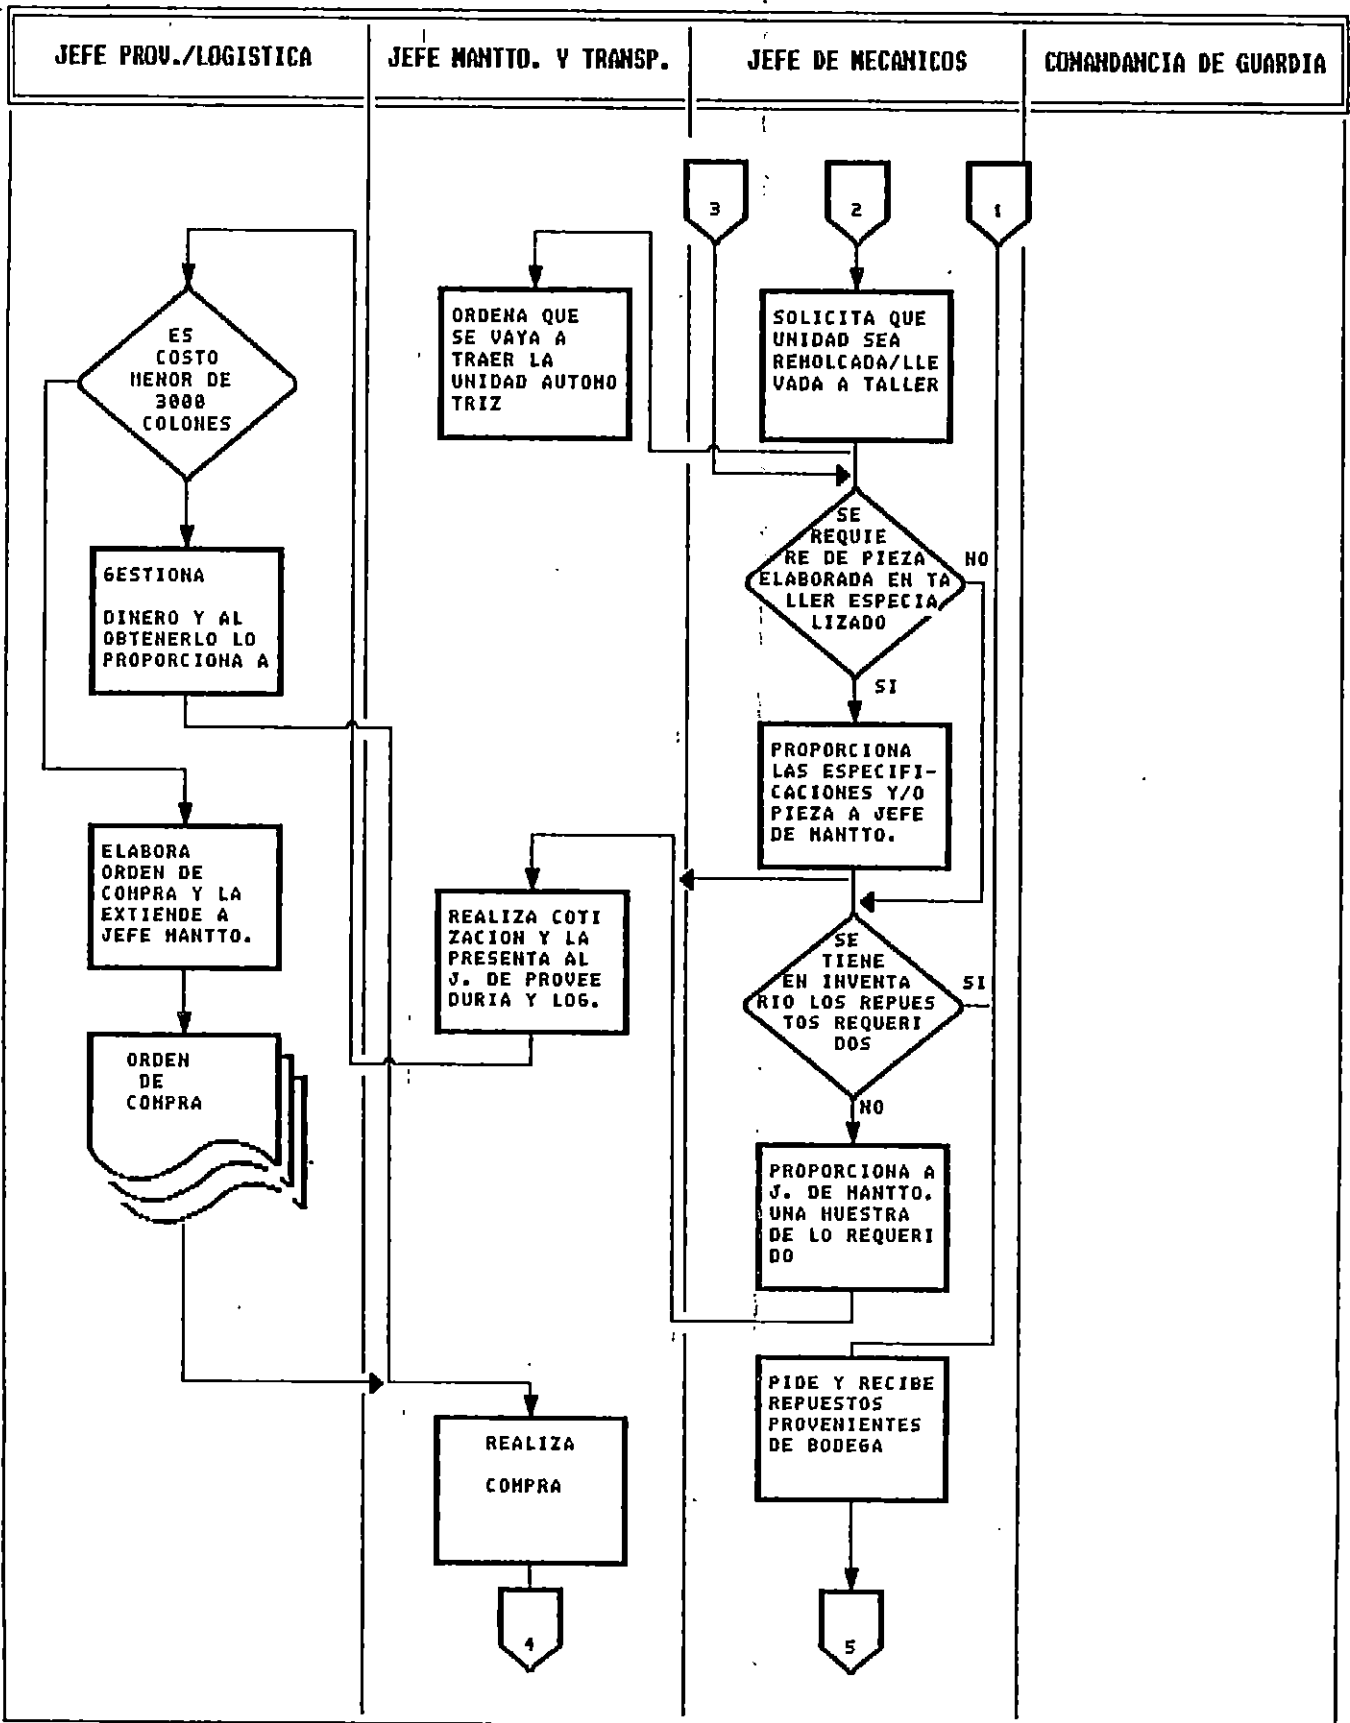 JEFE PROV./LOGISTICA
JEFE MANTTO. Y TRANSP.
JEFE DE MECANICOS
COMANDANCIA DE GUARDIA
3
2
1
ES
COSTO
MENOR DE
3000
COLONES
ORDENA QUE
SE VAYA A
TRAER LA
UNIDAD AUTOMO
TRIZ
SOLICITA QUE
UNIDAD SEA
REMOLCADA/LLE
VADA A TALLER
SE
REQUIE
RE DE PIEZA
ELABORADA EN TA
LLER ESPECIA
LIZADO
NO
SI
GESTIONA
DINERO Y AL
OBTENERLO LO
PROPORCIONA A
PROPORCIONA
LAS ESPECIFI-
CACIONES Y/O
PIEZA A JEFE
DE MANTTO.
ELABORA
ORDEN DE
COMPRA Y LA
EXTIENDE A
JEFE MANTTO.
REALIZA COTI
ZACION Y LA
PRESENTA AL
J. DE PROVEE
DURIA Y LOG.
SE
TIENE
EN INVENTA
RIO LOS REPUES
TOS REQUERI
DOS
SI
NO
ORDEN
DE
COMPRA
PROPORCIONA A
J. DE MANTTO.
UNA MUESTRA
DE LO REQUERI
DO
PIDE Y RECIBE
REPUESTOS
PROVENIENTES
DE BODEGA
REALIZA
COMPRA
4
5